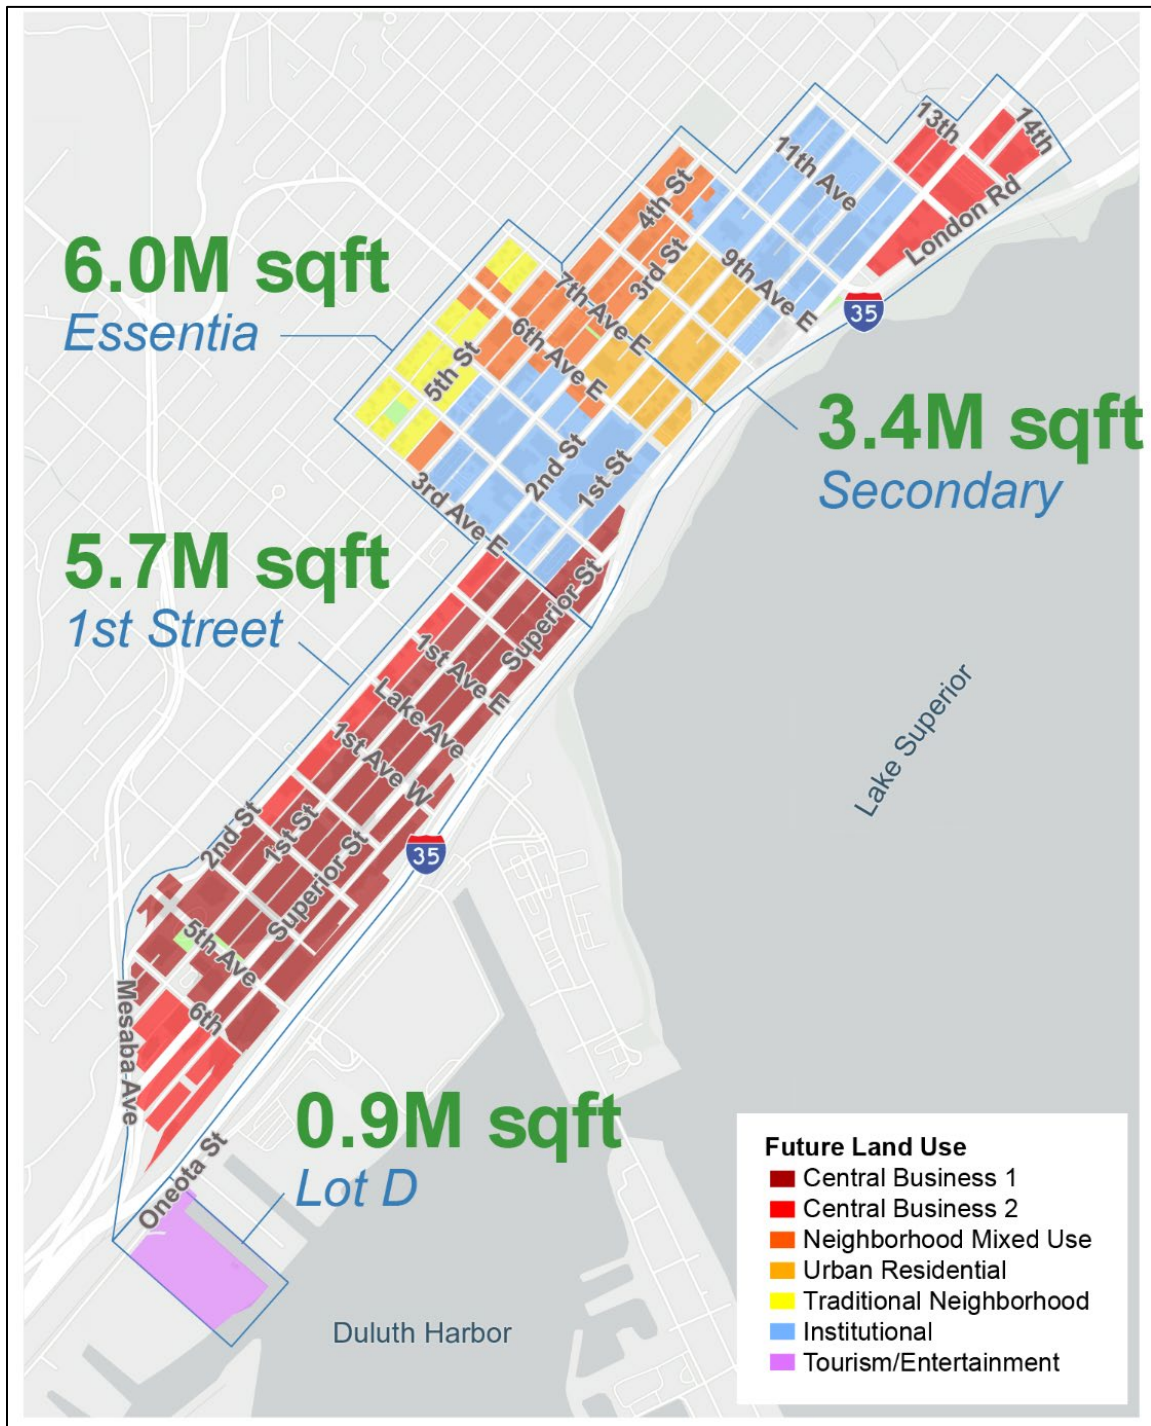 13th
14th
11th Ave
London Rd
4th St
6.0M sqft
Essentia
3rd St
9th Ave E
35
7th Ave E
6th Ave E
5th St
3.4M sqft
Secondary
2nd St
1st St
3rd Ave E
5.7M sqft
1st Street
Superior St
1st Ave E
Lake Ave
1st Ave W
Lake Superior
2nd St
1st St
Superior St
35
5th Ave
6th
Mesaba Ave
0.9M sqft
Lot D
Oneota St
Duluth Harbor
Future Land Use
Central Business 1
Central Business 2
Neighborhood Mixed Use
Urban Residential
Traditional Neighborhood
Institutional
Tourism/Entertainment